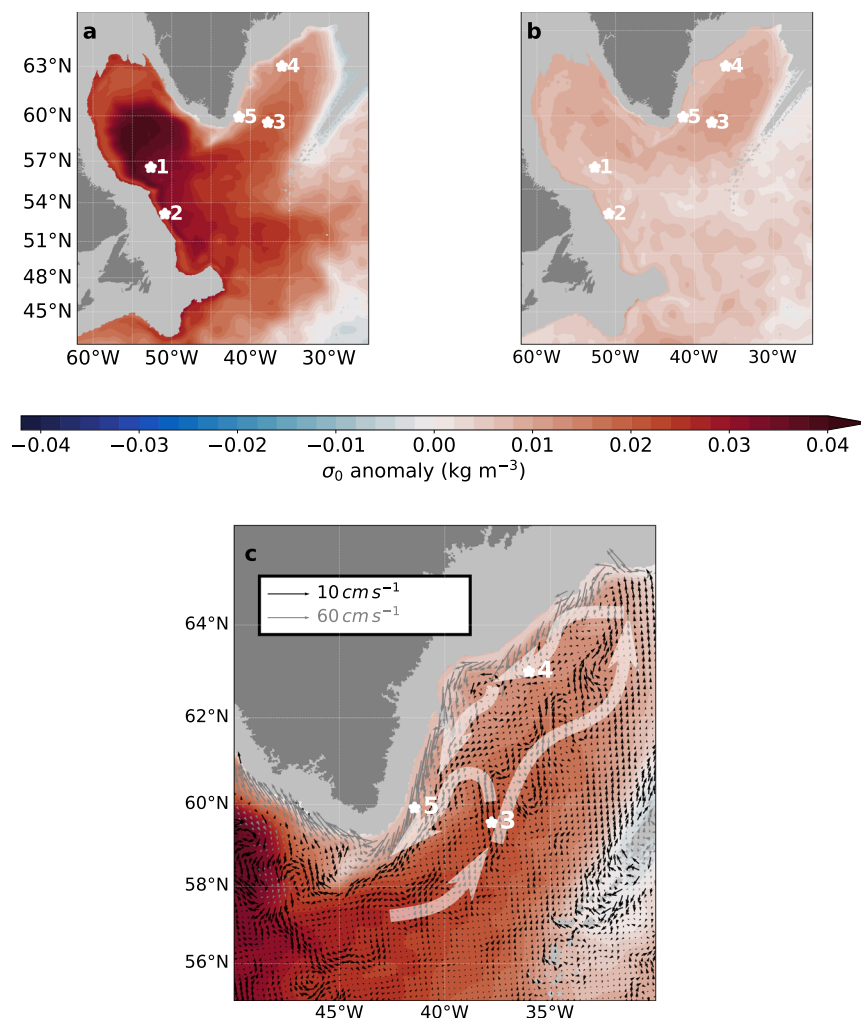 a
63°N
60°N
57°N
54°N
51°N
48°N
45°N
60°W 50°W 40°W 30°W
1
2
3
4
5
b
60°W 50°W 40°W 30°W
1
2
3
4
5
−0.04 −0.03 −0.02 −0.01 0.00 0.01 0.02 0.03 0.04
σ₀ anomaly (kg m⁻³)
c
10 cm s⁻¹
60 cm s⁻¹
64°N
62°N
60°N
58°N
56°N
45°W 40°W 35°W
4
5
3